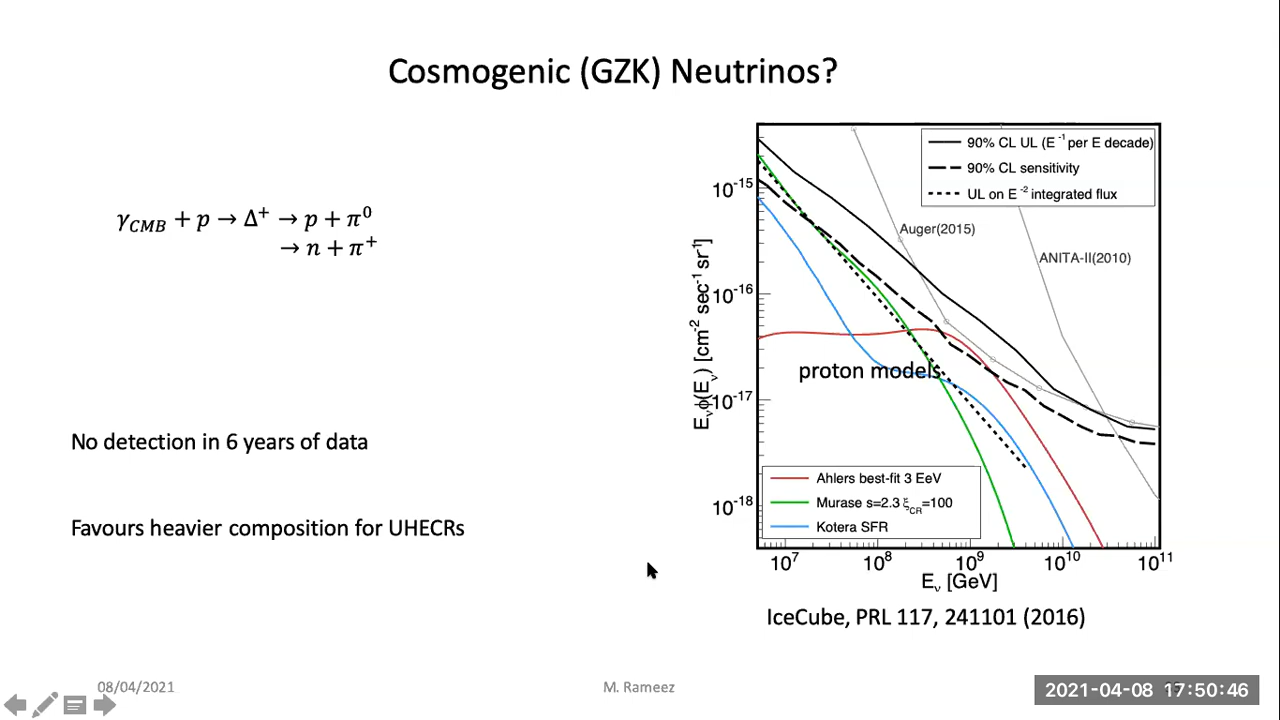 Cosmogenic (GZK) Neutrinos?
γCMB + p → Δ⁺ → p + π⁰
→ n + π⁺
No detection in 6 years of data
Favours heavier composition for UHECRs
90% CL UL (E⁻¹ per E decade)
90% CL sensitivity
UL on E⁻² integrated flux
Auger(2015)
ANITA-II(2010)
proton models
Ahlers best-fit 3 EeV
Murase s=2.3 ξCR=100
Kotera SFR
Eνϕ(Eν) [cm⁻² sec⁻¹ sr⁻¹]
10⁻¹⁵
10⁻¹⁶
10⁻¹⁷
10⁻¹⁸
10⁷ 10⁸ 10⁹ 10¹⁰ 10¹¹
Eν [GeV]
IceCube, PRL 117, 241101 (2016)
08/04/2021
M. Rameez
2021-04-08 17:50:46